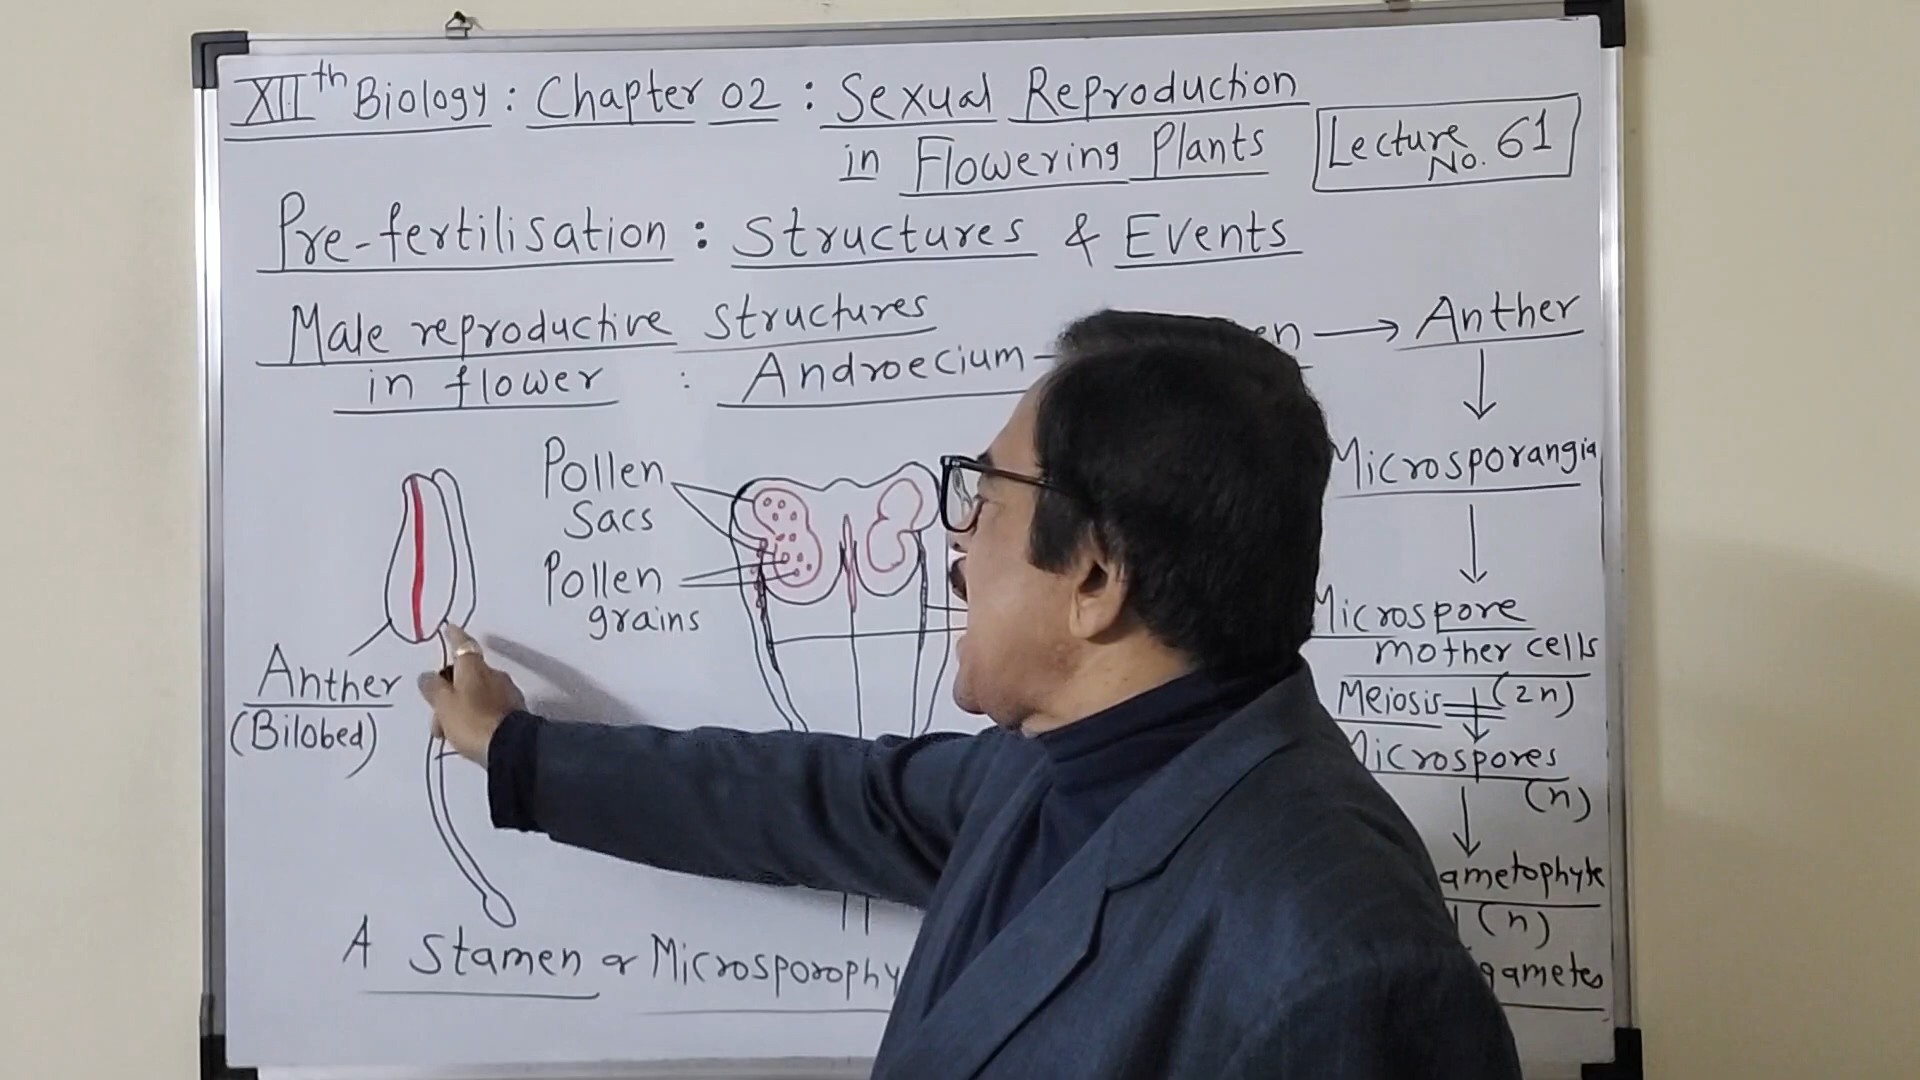 XIIth Biology : Chapter 02 : Sexual Reproduction
in Flowering Plants
Lecture No. 61
Pre-fertilisation : Structures & Events
Male reproductive structures
in flower : Androecium
Anther
Microsporangia
Pollen
Sacs
Pollen
grains
Anther
(Bilobed)
Microspore
mother cells
Meiosis (2n)
Microspores
(n)
ametophyte
(n)
gametes
A Stamen or Microsporophy